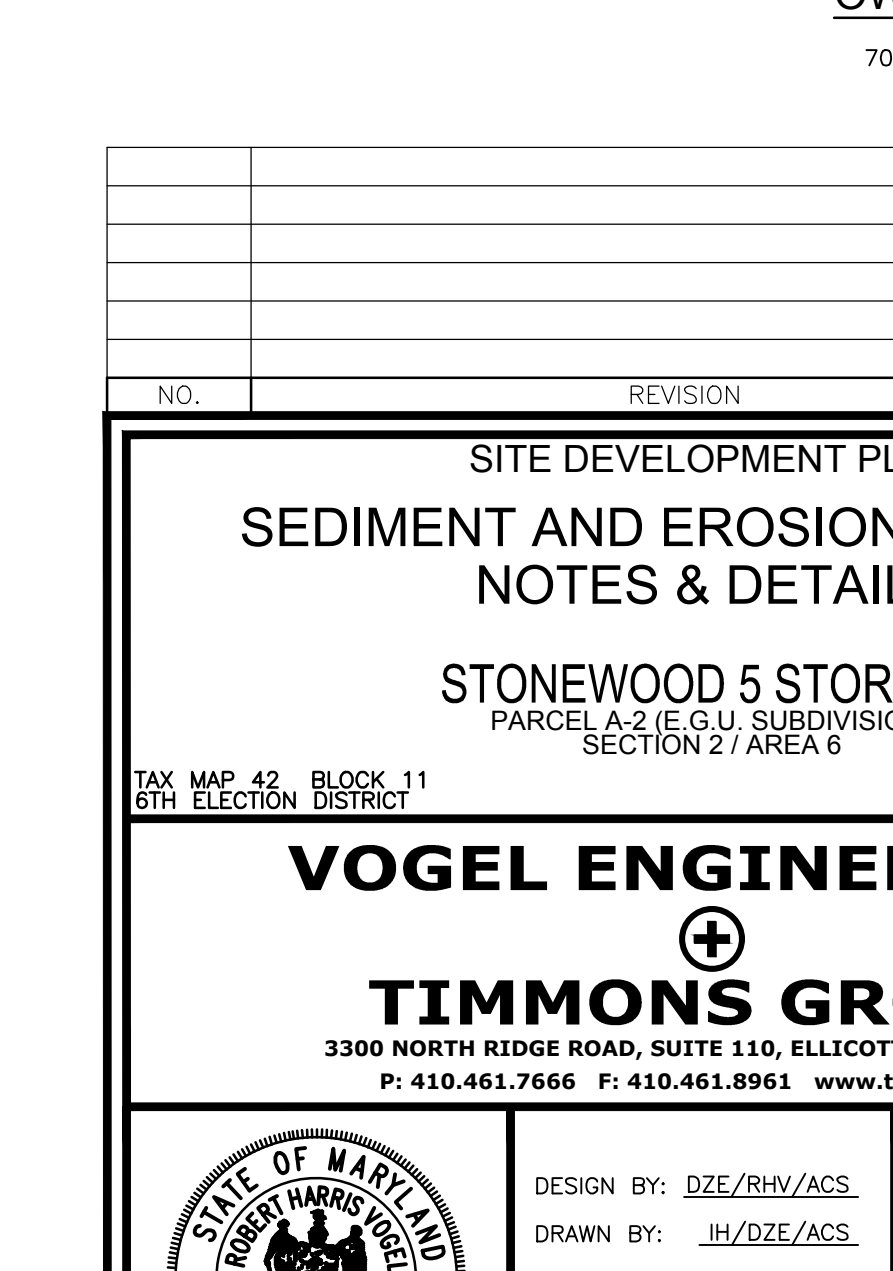 70
NO. REVISION
SITE DEVELOPMENT PL
SEDIMENT AND EROSION
NOTES & DETAIL
STONEWOOD 5 STOR
PARCEL A-2 (E.G.U. SUBDIVISIO
SECTION 2 / AREA 6
TAX MAP 42 BLOCK 11
6TH ELECTION DISTRICT
VOGEL ENGINEE
+
TIMMONS GRO
3300 NORTH RIDGE ROAD, SUITE 110, ELLICOTT
P: 410.461.7666 F: 410.461.8961 www.t
STATE OF MARYLAND
ROBERT HARRIS VOGEL
DESIGN BY: DZE/RHV/ACS
DRAWN BY: IH/DZE/ACS